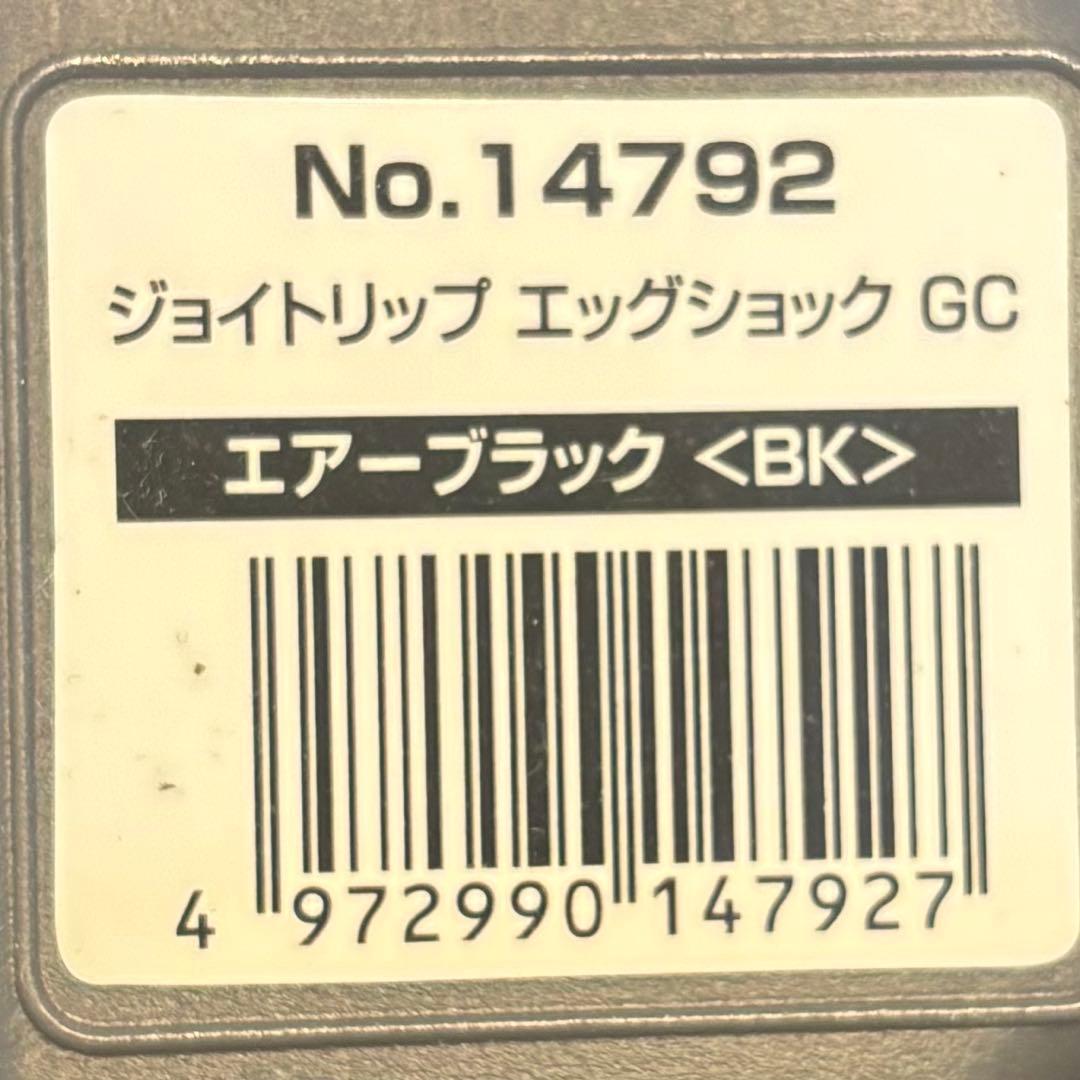 No.14792
ジョイトリップ エッグショック GC
エアーブラック <BK>
4 972990 147927